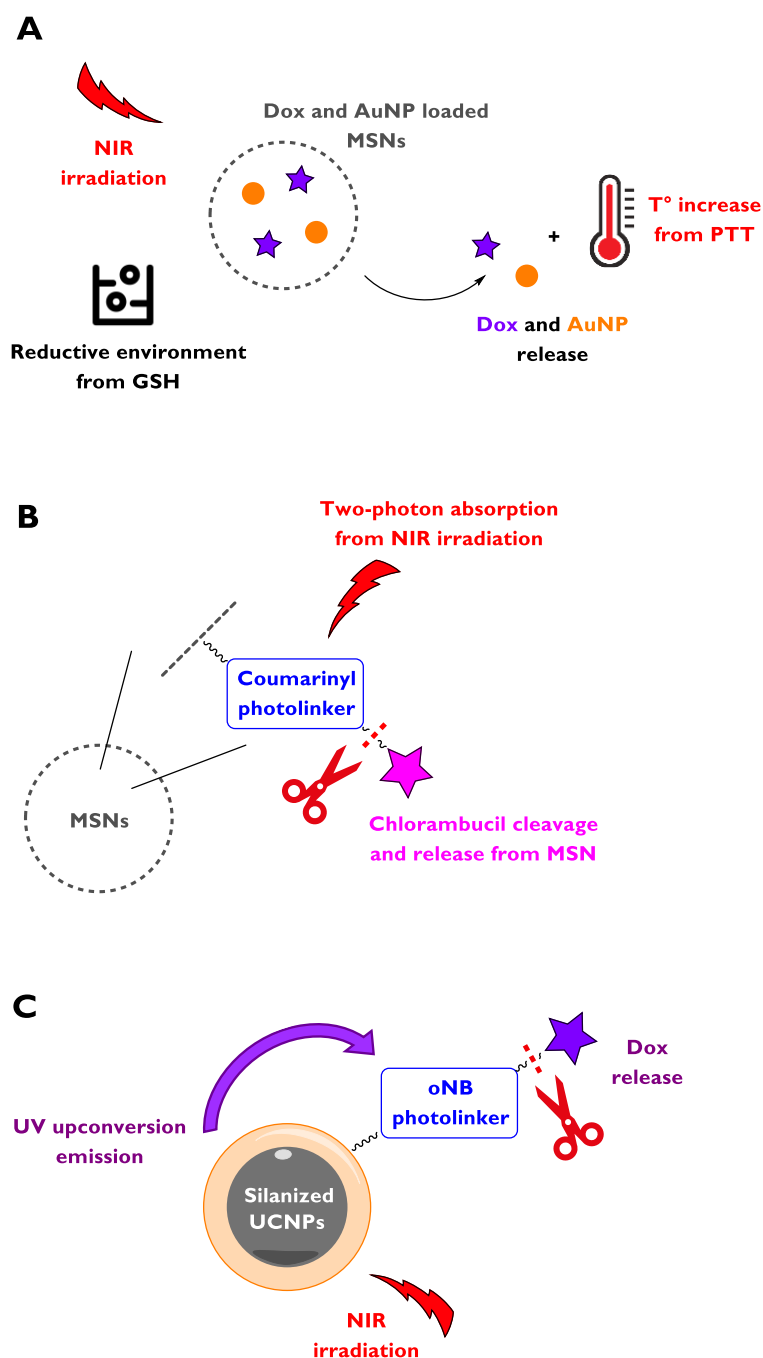 A
Dox and AuNP loaded
MSNs
NIR
irradiation
T° increase
from PTT
+
Dox and AuNP
release
Reductive environment
from GSH
B
Two-photon absorption
from NIR irradiation
Coumarinyl
photolinker
MSNs
Chlorambucil cleavage
and release from MSN
C
oNB
photolinker
Dox
release
UV upconversion
emission
Silanized
UCNPs
NIR
irradiation